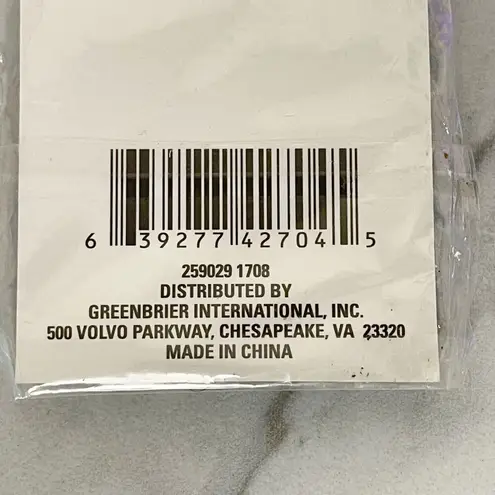 6 39277 42704 5
259029 1708
DISTRIBUTED BY
GREENBRIER INTERNATIONAL, INC.
500 VOLVO PARKWAY, CHESAPEAKE, VA 23320
MADE IN CHINA